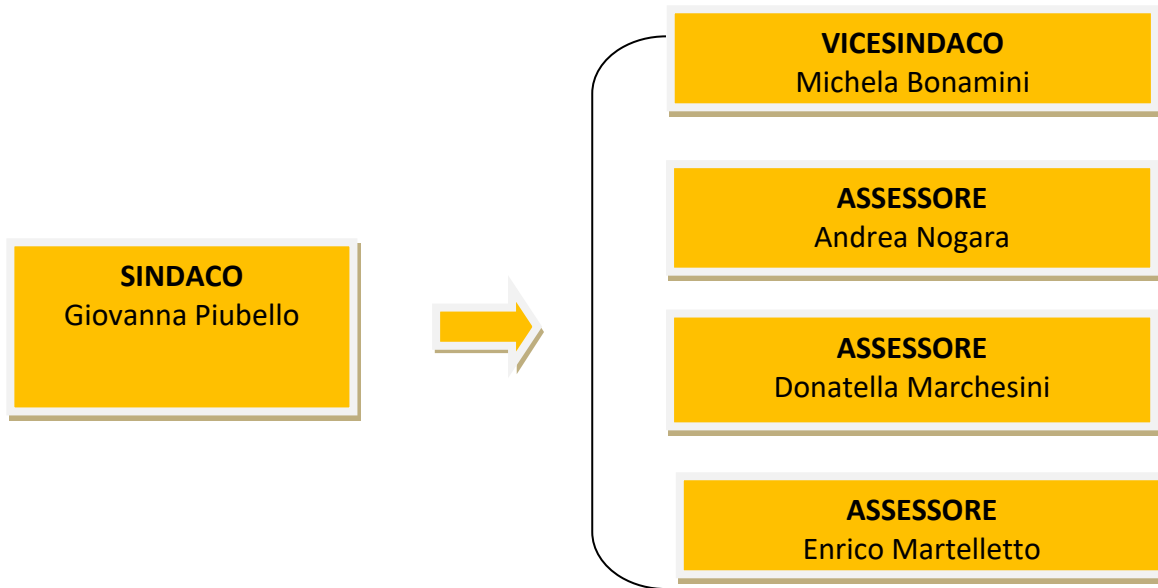 SINDACO
Giovanna Piubello
VICESINDACO
Michela Bonamini
ASSESSORE
Andrea Nogara
ASSESSORE
Donatella Marchesini
ASSESSORE
Enrico Martelletto